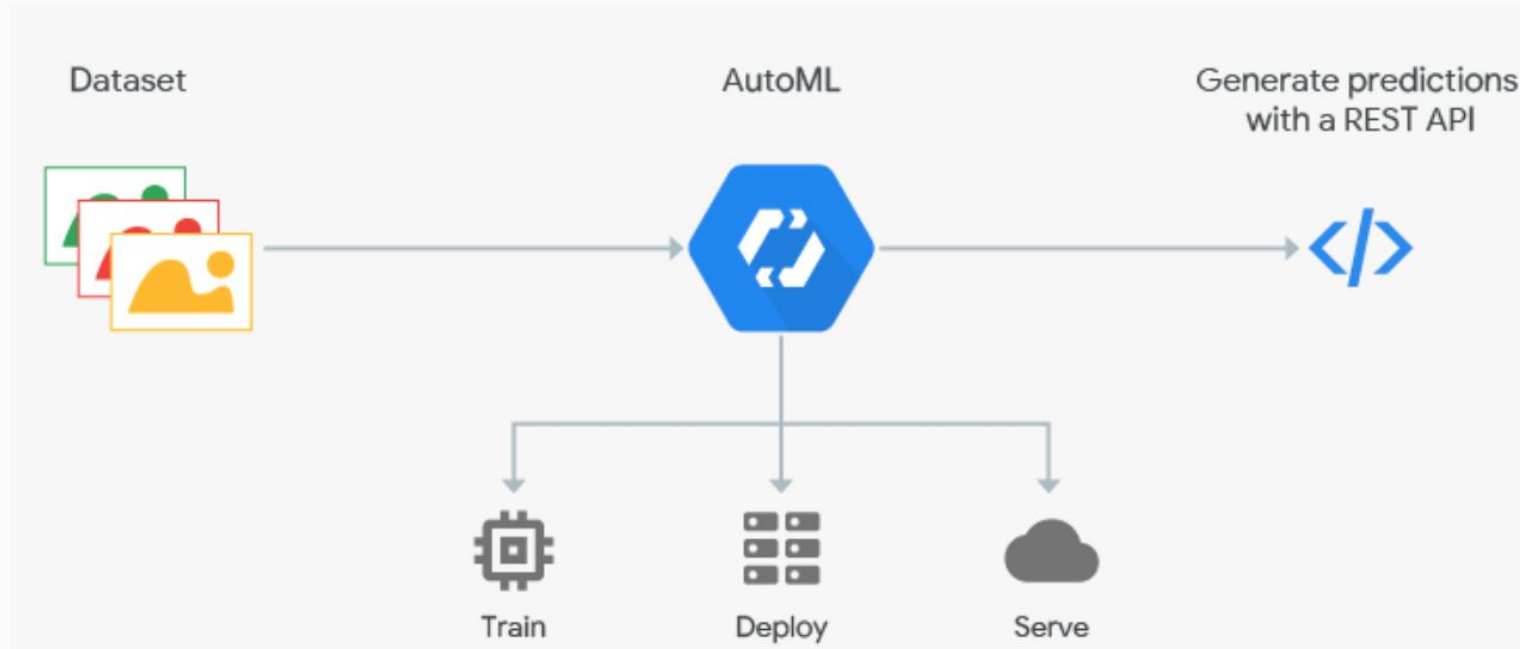 Dataset
AutoML
Generate predictions
with a REST API
Train
Deploy
Serve